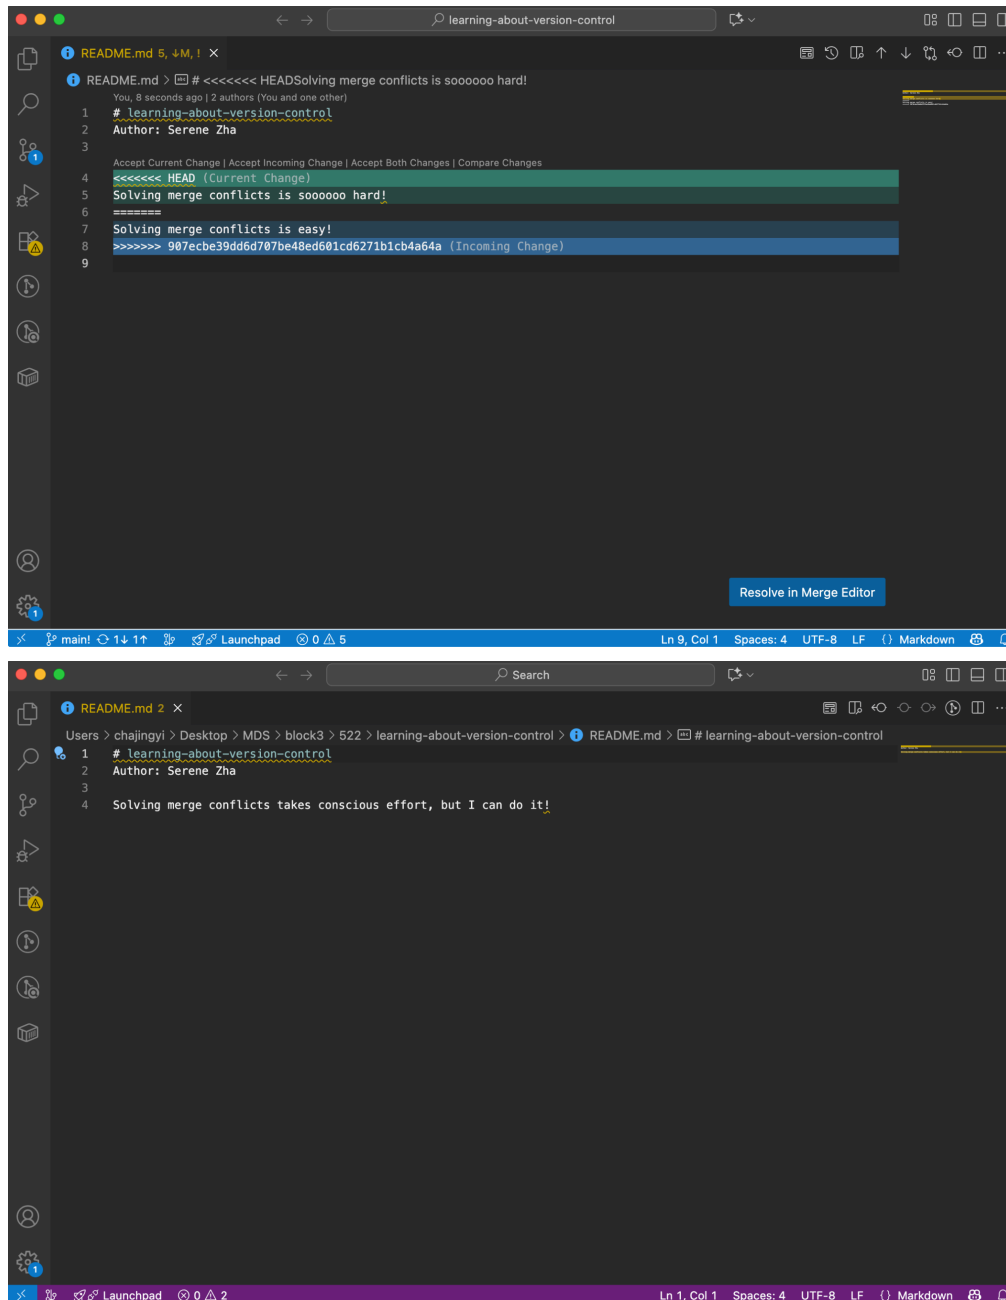 learning-about-version-control
README.md 5, ↓M, ! ×
README.md > # <<<<<<< HEADSolving merge conflicts is soooooo hard!
You, 8 seconds ago | 2 authors (You and one other)
1 # learning-about-version-control
2 Author: Serene Zha
3
Accept Current Change | Accept Incoming Change | Accept Both Changes | Compare Changes
4 <<<<<<< HEAD (Current Change)
5 Solving merge conflicts is soooooo hard!
6 =======
7 Solving merge conflicts is easy!
8 >>>>>>> 907ecbe39dd6d707be48ed601cd6271b1cb4a64a (Incoming Change)
9
1
Resolve in Merge Editor
1
main! 1↓ 1↑ Launchpad 0 5 Ln 9, Col 1 Spaces: 4 UTF-8 LF {} Markdown
Search
README.md 2 ×
Users > chajingyi > Desktop > MDS > block3 > 522 > learning-about-version-control > README.md > # learning-about-version-control
1 # learning-about-version-control
2 Author: Serene Zha
3
4 Solving merge conflicts takes conscious effort, but I can do it!
1
Launchpad 0 2 Ln 1, Col 1 Spaces: 4 UTF-8 LF {} Markdown